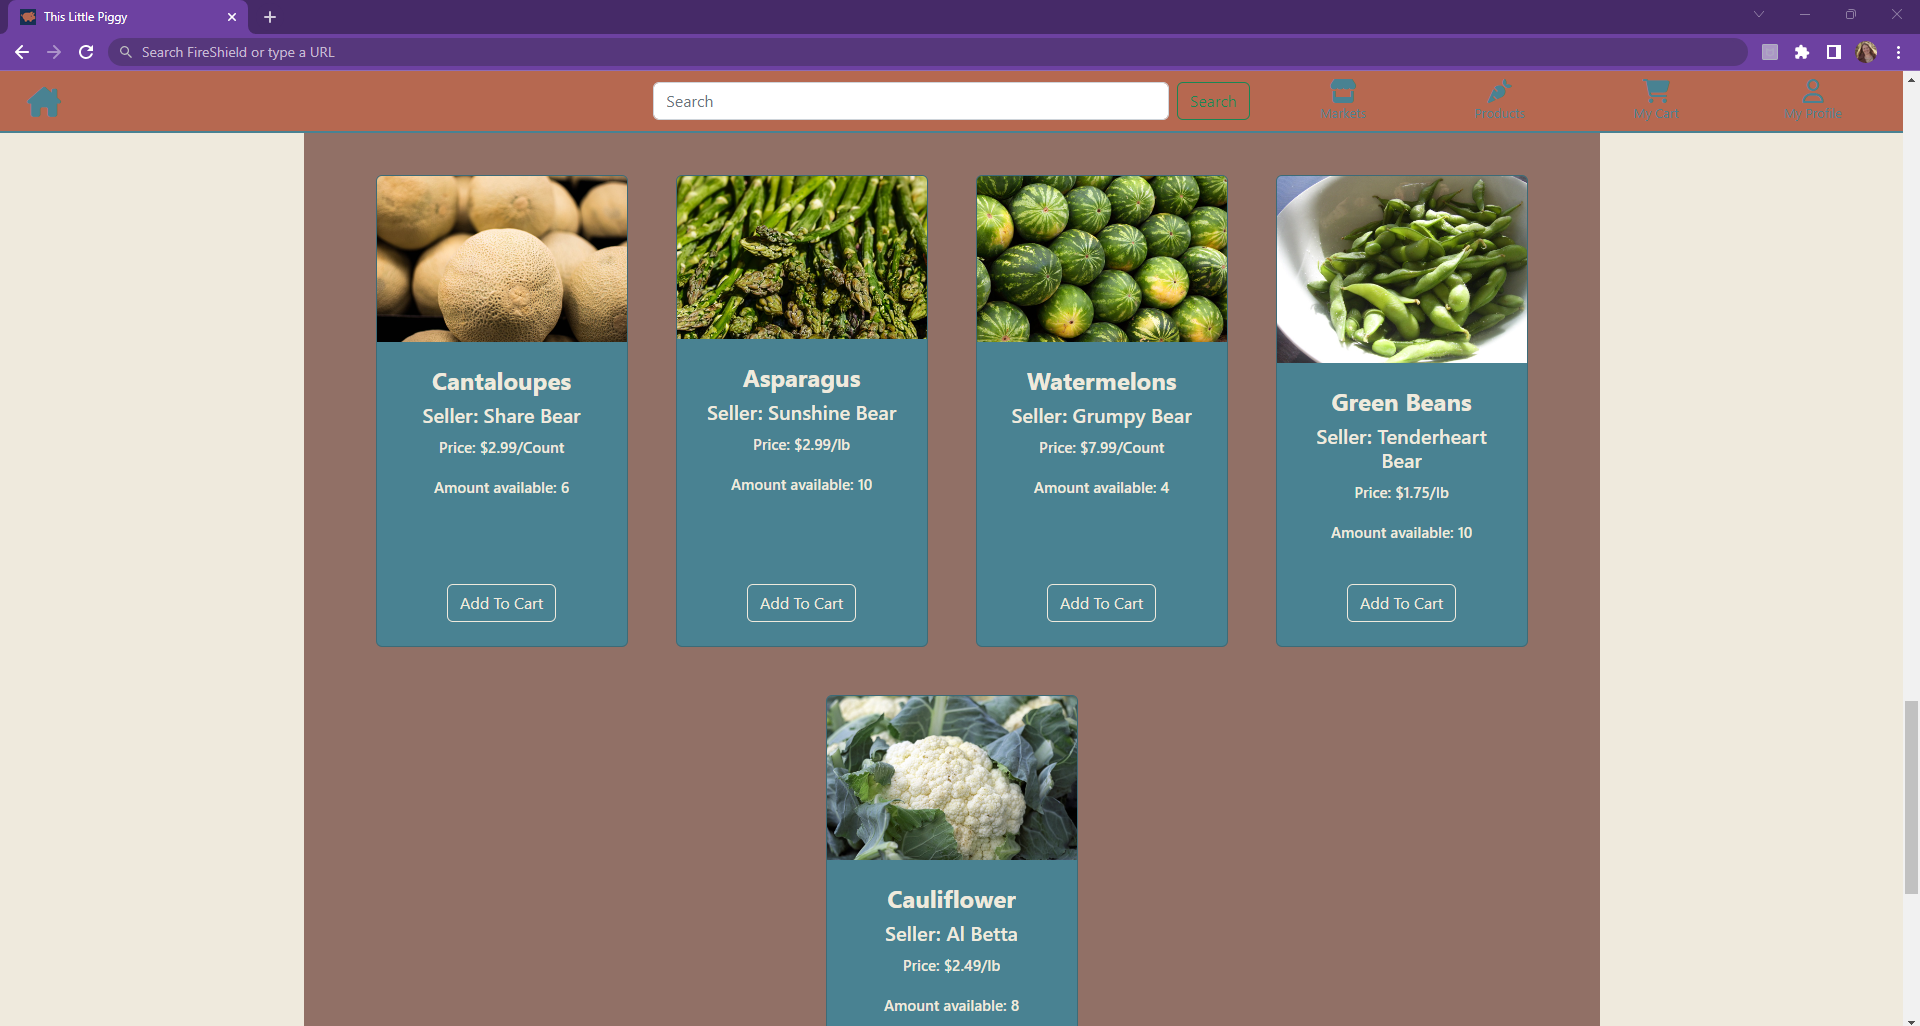 This Little Piggy
Search FireShield or type a URL
Search
Search
Markets
Products
My Cart
My Profile
Cantaloupes
Seller: Share Bear
Price: $2.99/Count
Amount available: 6
Add To Cart
Asparagus
Seller: Sunshine Bear
Price: $2.99/lb
Amount available: 10
Add To Cart
Watermelons
Seller: Grumpy Bear
Price: $7.99/Count
Amount available: 4
Add To Cart
Green Beans
Seller: Tenderheart
Bear
Price: $1.75/lb
Amount available: 10
Add To Cart
Cauliflower
Seller: Al Betta
Price: $2.49/lb
Amount available: 8